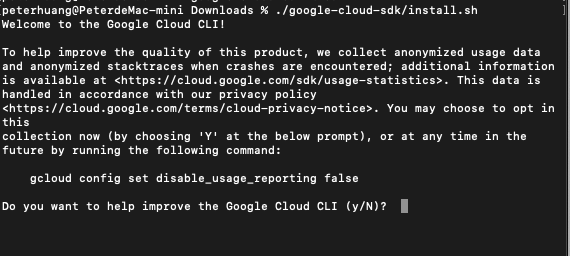 [peterhuang@PeterdeMac-mini Downloads % ./google-cloud-sdk/install.sh ]
Welcome to the Google Cloud CLI!
To help improve the quality of this product, we collect anonymized usage data
and anonymized stacktraces when crashes are encountered; additional information
is available at <https://cloud.google.com/sdk/usage-statistics>. This data is
handled in accordance with our privacy policy
<https://cloud.google.com/terms/cloud-privacy-notice>. You may choose to opt in
this
collection now (by choosing 'Y' at the below prompt), or at any time in the
future by running the following command:
gcloud config set disable_usage_reporting false
Do you want to help improve the Google Cloud CLI (y/N)?